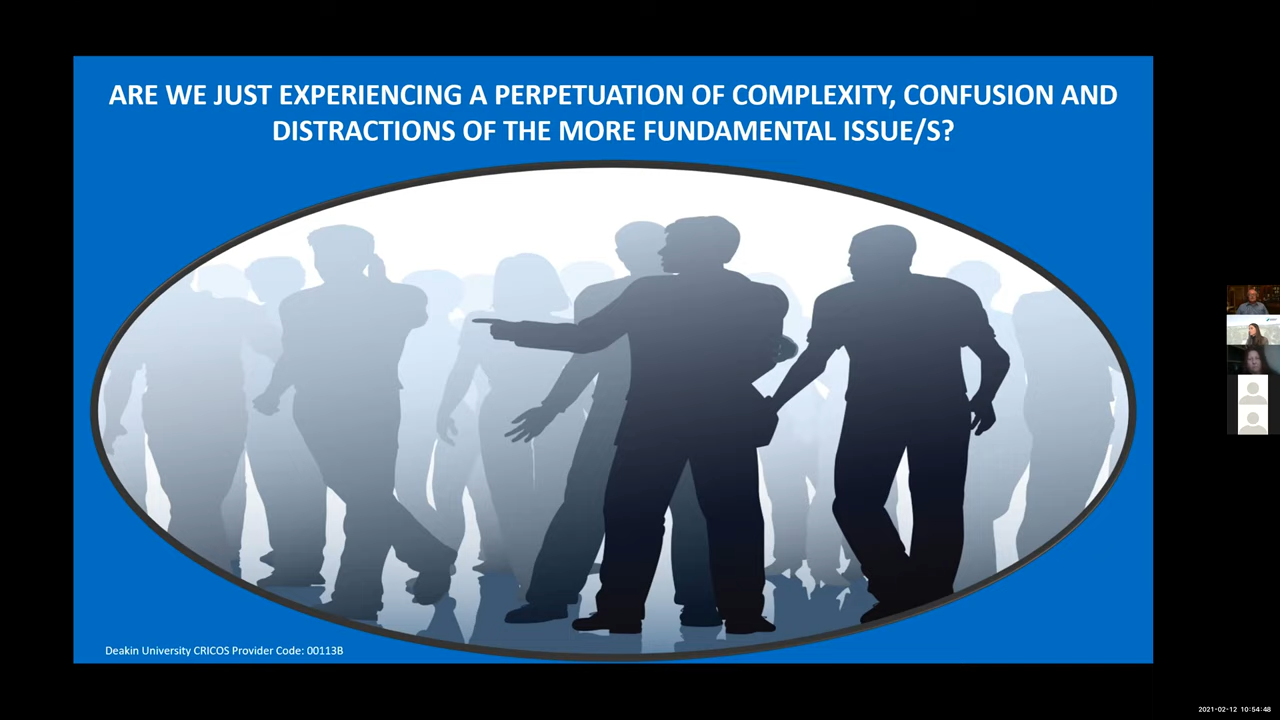 ARE WE JUST EXPERIENCING A PERPETUATION OF COMPLEXITY, CONFUSION AND
DISTRACTIONS OF THE MORE FUNDAMENTAL ISSUE/S?
Deakin University CRICOS Provider Code: 00113B
2021-02-12 10:54:48